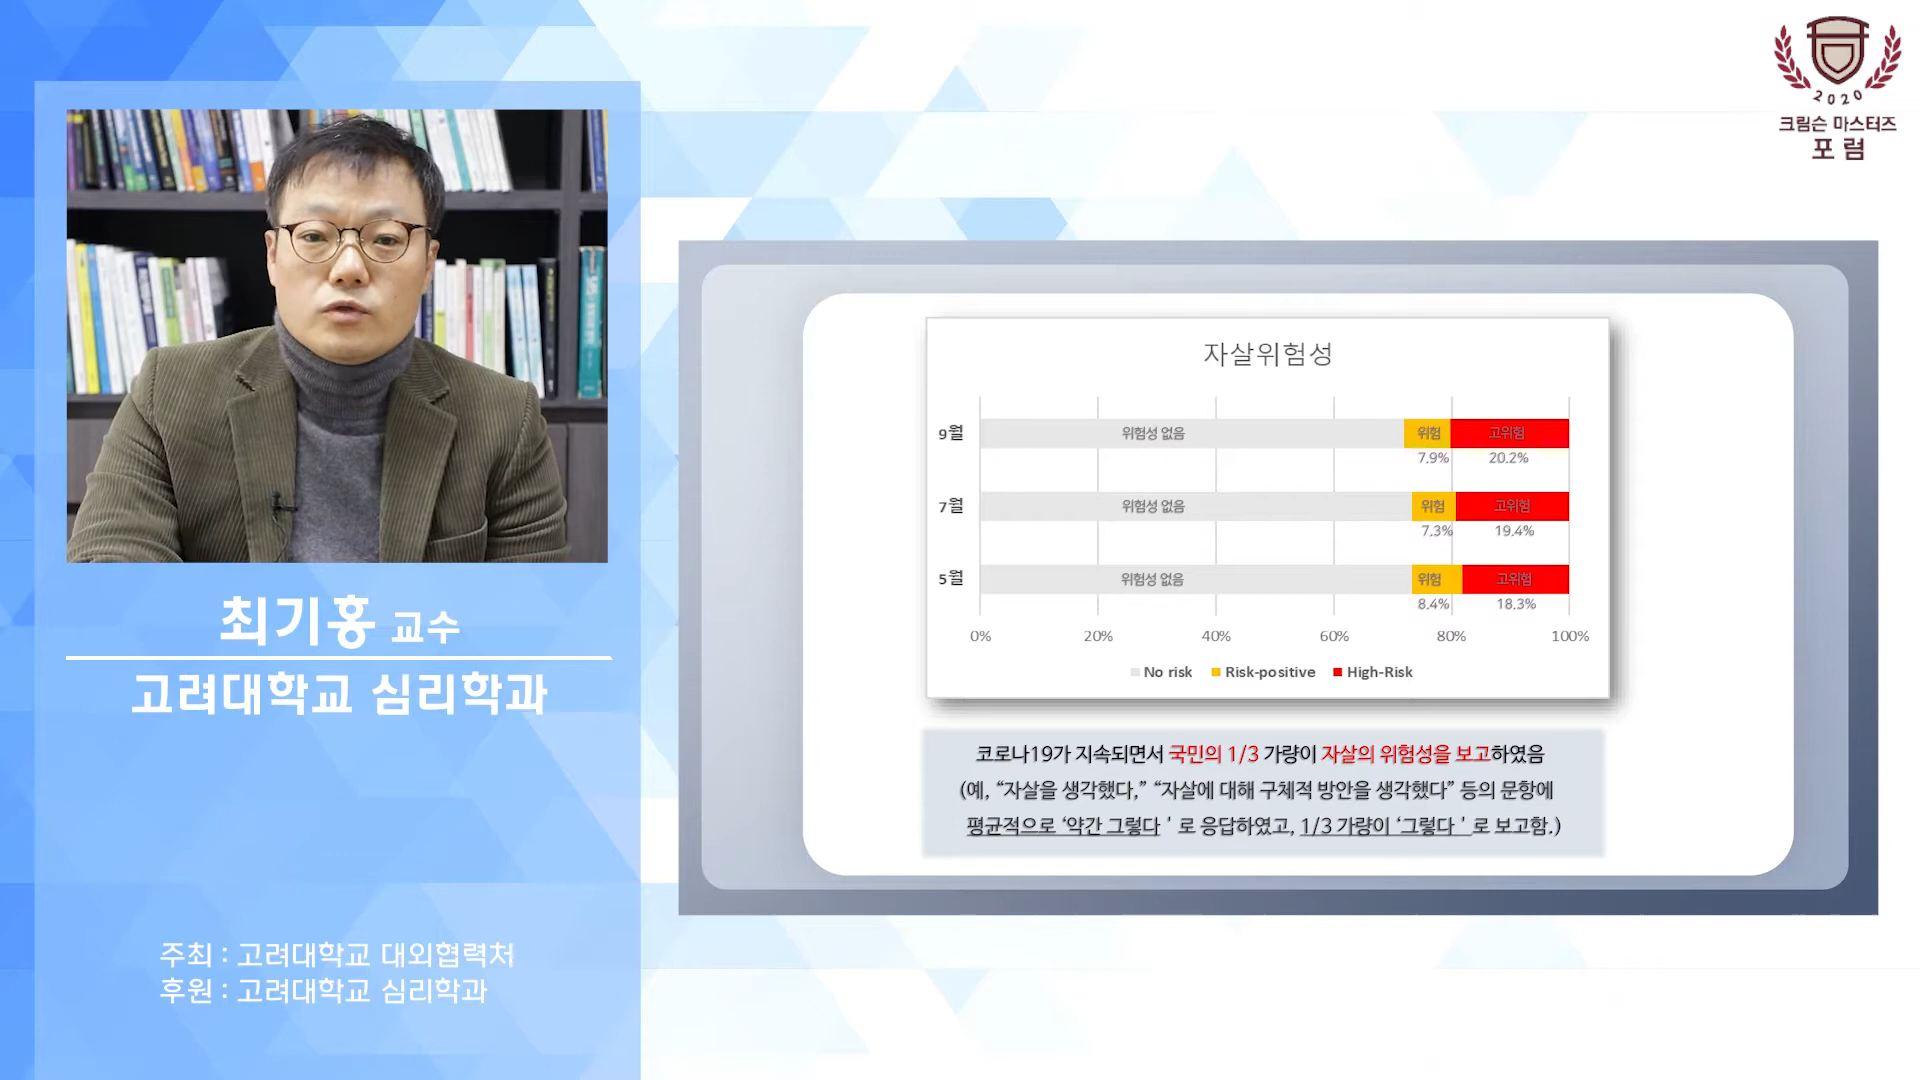 2020
크림슨 마스터즈
포럼
최기홍 교수
고려대학교 심리학과
주최 : 고려대학교 대외협력처
후원 : 고려대학교 심리학과
자살위험성
9월 위험성 없음 위험 고위험
7.9% 20.2%
7월 위험성 없음 위험 고위험
7.3% 19.4%
5월 위험성 없음 위험 고위험
8.4% 18.3%
0% 20% 40% 60% 80% 100%
No risk Risk-positive High-Risk
코로나19가 지속되면서 국민의 1/3 가량이 자살의 위험성을 보고하였음
(예, “자살을 생각했다,” “자살에 대해 구체적 방안을 생각했다” 등의 문항에
평균적으로 ‘약간 그렇다 ' 로 응답하였고, 1/3 가량이 ‘그렇다 ' 로 보고함.)